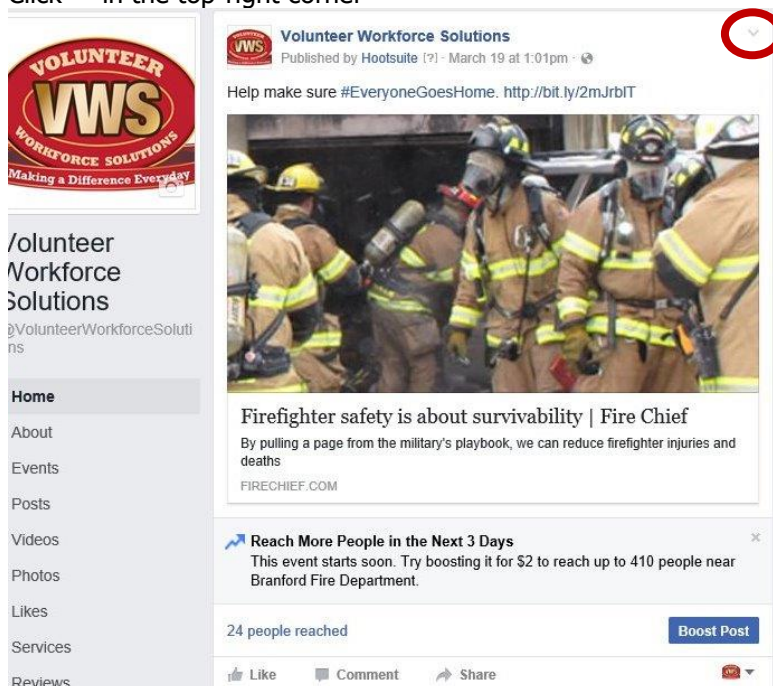 Click in the top right corner
VOLUNTEER
VWS
WORKFORCE SOLUTIONS
Making a Difference Everyday
Volunteer
Workforce
Solutions
@VolunteerWorkforceSoluti
ns
Home
About
Events
Posts
Videos
Photos
Likes
Services
Reviews
VWS
Volunteer Workforce Solutions
Published by Hootsuite [?] · March 19 at 1:01pm ·
Help make sure #EveryoneGoesHome. http://bit.ly/2mJrblT
Firefighter safety is about survivability | Fire Chief
By pulling a page from the military's playbook, we can reduce firefighter injuries and
deaths
FIRECHIEF.COM
Reach More People in the Next 3 Days
This event starts soon. Try boosting it for $2 to reach up to 410 people near
Branford Fire Department.
24 people reached
Boost Post
Like Comment Share